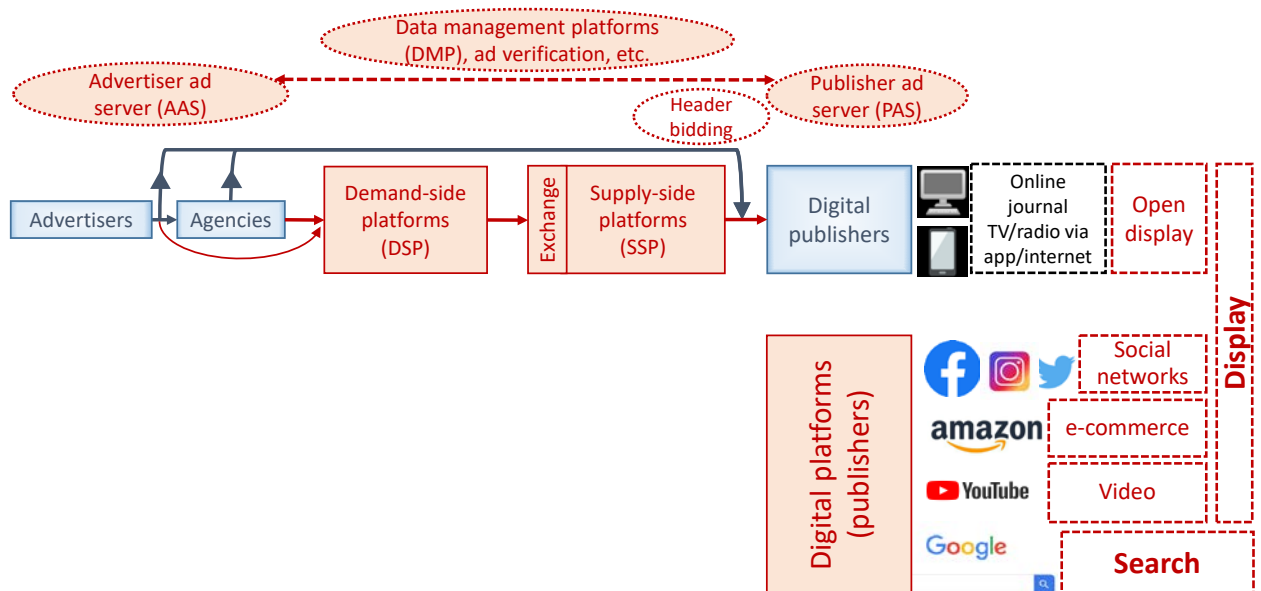 Data management platforms
(DMP), ad verification, etc.
Advertiser ad
server (AAS)
Publisher ad
server (PAS)
Header
bidding
Advertisers
Agencies
Demand-side
platforms
(DSP)
Exchange
Supply-side
platforms
(SSP)
Digital
publishers
Online
journal
TV/radio via
app/internet
Open
display
Display
Digital platforms
(publishers)
Social
networks
amazon
e-commerce
YouTube
Video
Google
Search